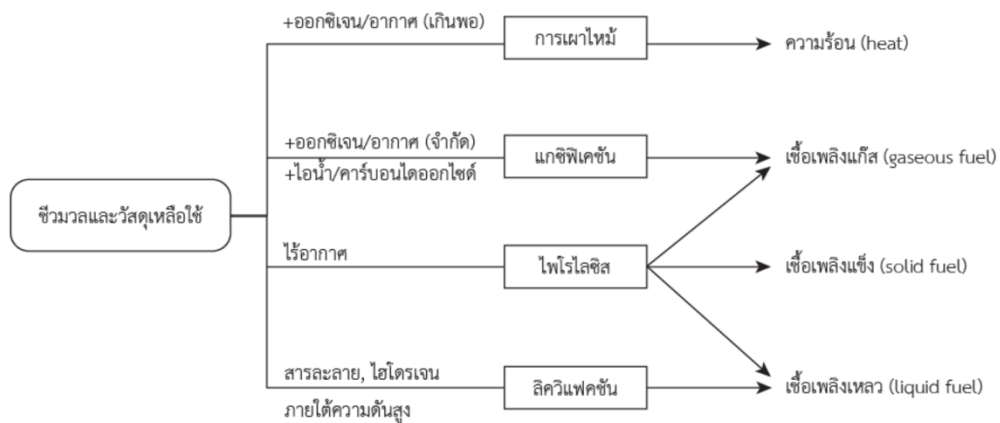 +ออกซิเจน/อากาศ (เกินพอ)
การเผาไหม้
ความร้อน (heat)
+ออกซิเจน/อากาศ (จำกัด)
+ไอน้ำ/คาร์บอนไดออกไซด์
แกซิฟิเคชัน
เชื้อเพลิงแก๊ส (gaseous fuel)
ชีวมวลและวัสดุเหลือใช้
ไร้อากาศ
ไพโรไลซิส
เชื้อเพลิงแข็ง (solid fuel)
สารละลาย, ไฮโดรเจน
ภายใต้ความดันสูง
ลิควิแฟคชัน
เชื้อเพลิงเหลว (liquid fuel)